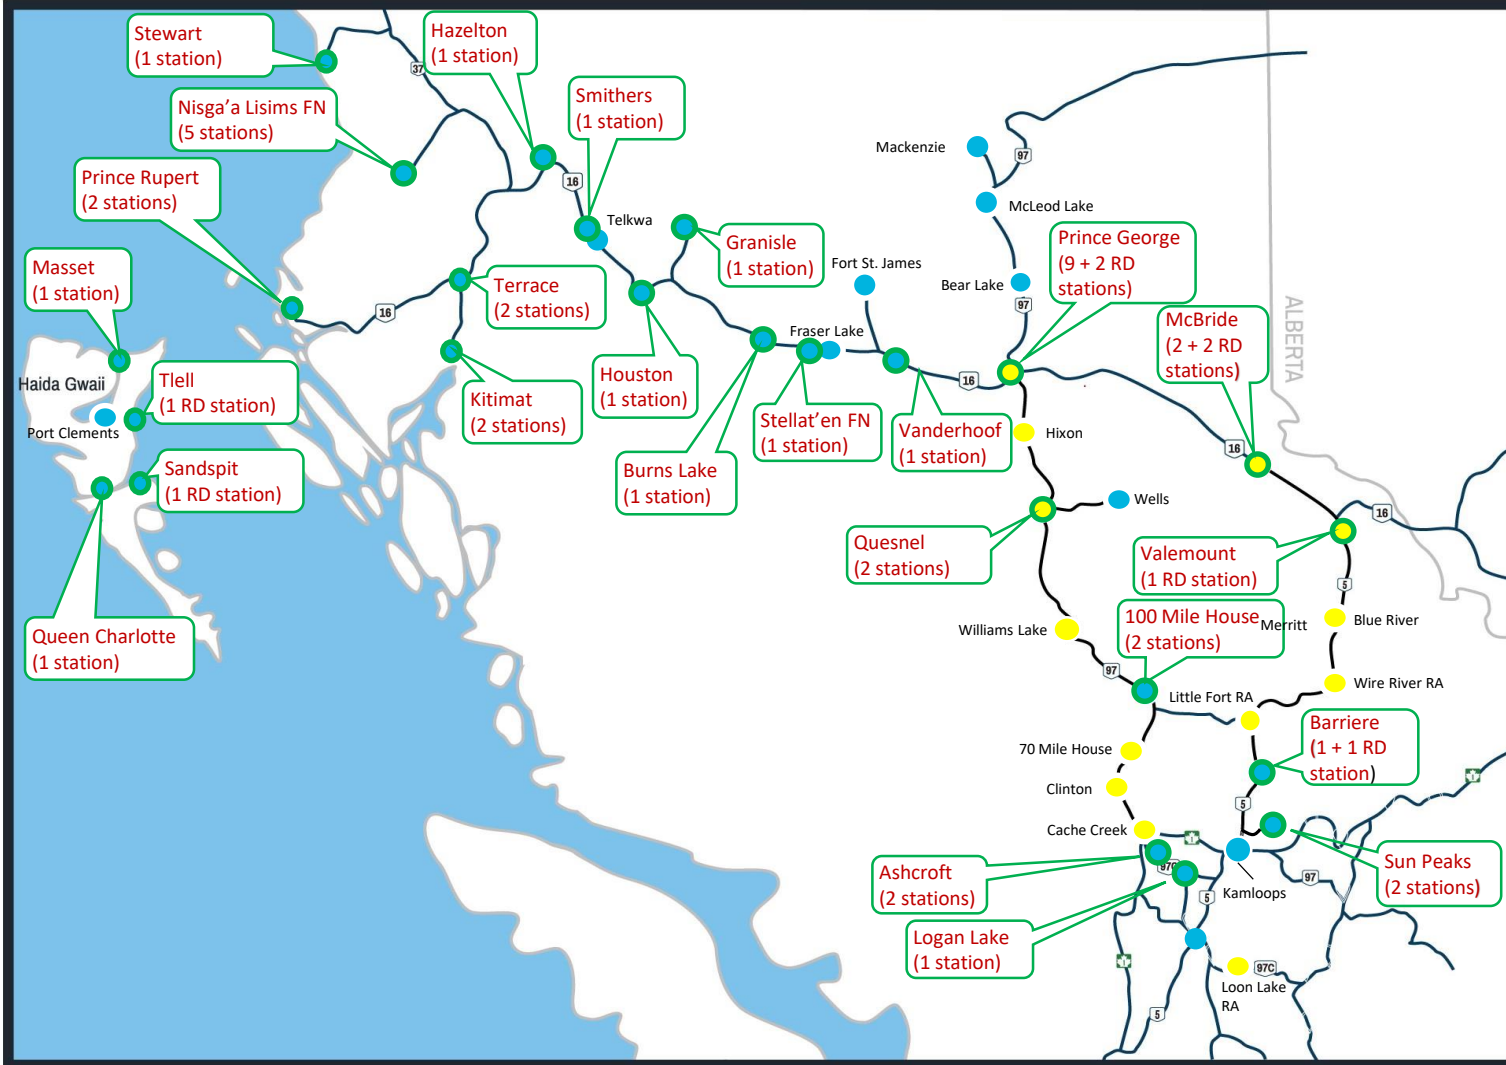 Stewart
(1 station)
Hazelton
(1 station)
37
Nisga'a Lisims FN
(5 stations)
Smithers
(1 station)
Prince Rupert
(2 stations)
16
Telkwa
Mackenzie
97
McLeod Lake
Masset
(1 station)
Granisle
(1 station)
Fort St. James
Prince George
(9 + 2 RD
stations)
Bear Lake
97
Terrace
(2 stations)
16
ALBERTA
McBride
(2 + 2 RD
stations)
Fraser Lake
Haida Gwaii
Tlell
(1 RD station)
Port Clements
Kitimat
(2 stations)
Houston
(1 station)
Stellat'en FN
(1 station)
Vanderhoof
(1 station)
16
Hixon
16
Burns Lake
(1 station)
Sandspit
(1 RD station)
Wells
16
Quesnel
(2 stations)
Valemount
(1 RD station)
5
Queen Charlotte
(1 station)
Williams Lake
100 Mile House
(2 stations)
Merritt
Blue River
97
Wire River RA
Little Fort RA
70 Mile House
Barriere
(1 + 1 RD
station)
Clinton
5
1
Cache Creek
1
Ashcroft
(2 stations)
97C
Kamloops
97
Sun Peaks
(2 stations)
5
Logan Lake
(1 station)
1
97C
Loon Lake
RA
5